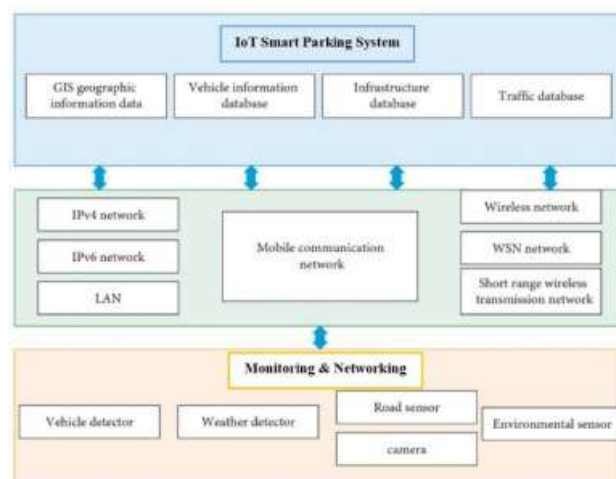 IoT Smart Parking System
GIS geographic
information data
Vehicle information
database
Infrastructure
database
Traffic database
IPv4 network
IPv6 network
LAN
Mobile communication
network
Wireless network
WSN network
Short range wireless
transmission network
Monitoring & Networking
Vehicle detector
Weather detector
Road sensor
camera
Environmental sensor